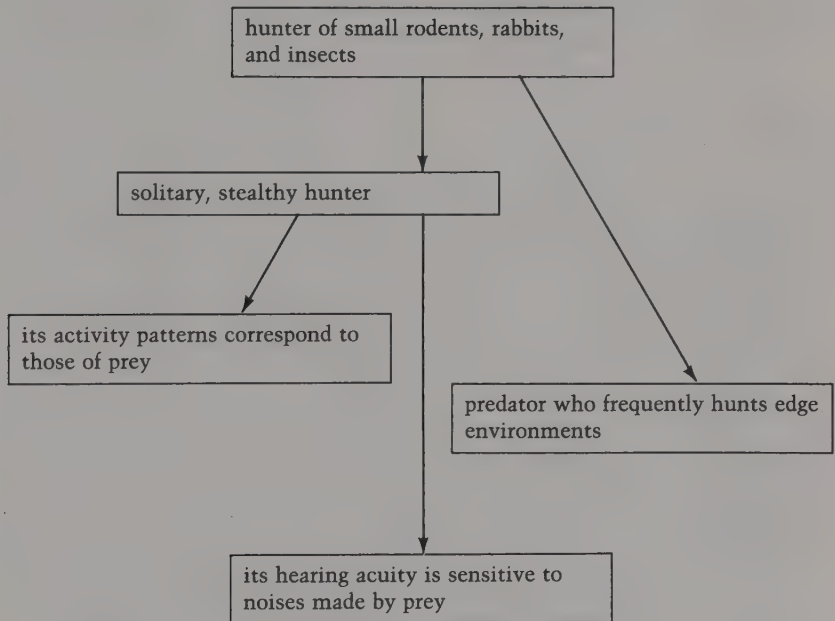 hunter of small rodents, rabbits,
and insects
solitary, stealthy hunter
its activity patterns correspond to
those of prey
predator who frequently hunts edge
environments
its hearing acuity is sensitive to
noises made by prey